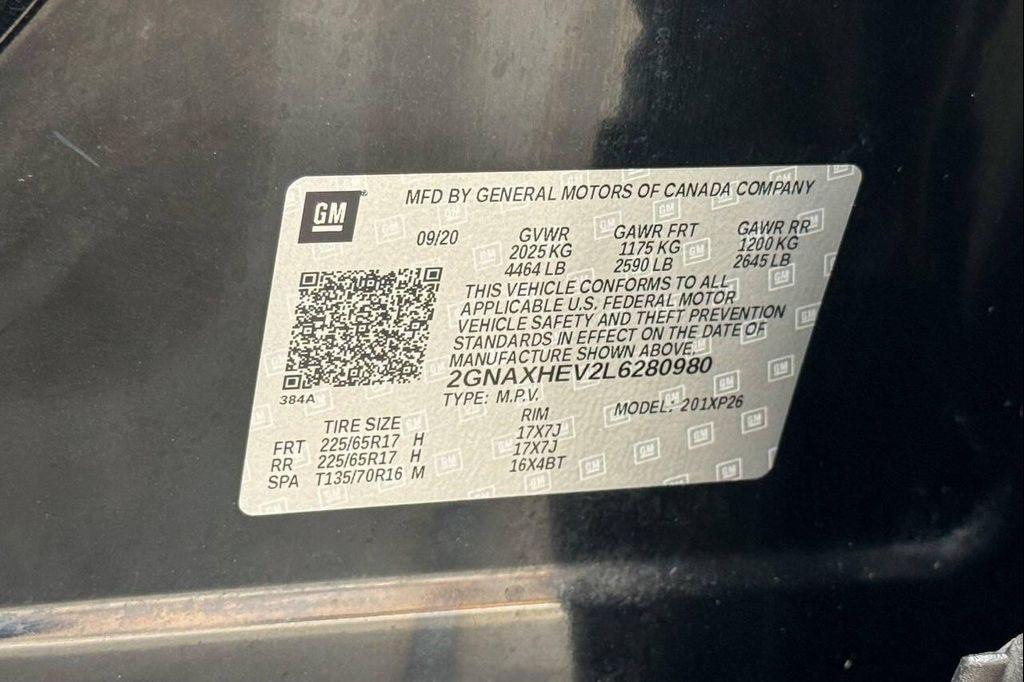 GM
MFD BY GENERAL MOTORS OF CANADA COMPANY
09/20
GVWR GAWR FRT GAWR RR
2025 KG 1175 KG 1200 KG
4464 LB 2590 LB 2645 LB
THIS VEHICLE CONFORMS TO ALL
APPLICABLE U.S. FEDERAL MOTOR
VEHICLE SAFETY AND THEFT PREVENTION
STANDARDS IN EFFECT ON THE DATE OF
MANUFACTURE SHOWN ABOVE.
2GNAXHEV2L6280980
384A
TYPE: M.P.V. MODEL: 201XP26
TIRE SIZE RIM
FRT 225/65R17 H 17X7J
RR 225/65R17 H 17X7J
SPA T135/70R16 M 16X4BT